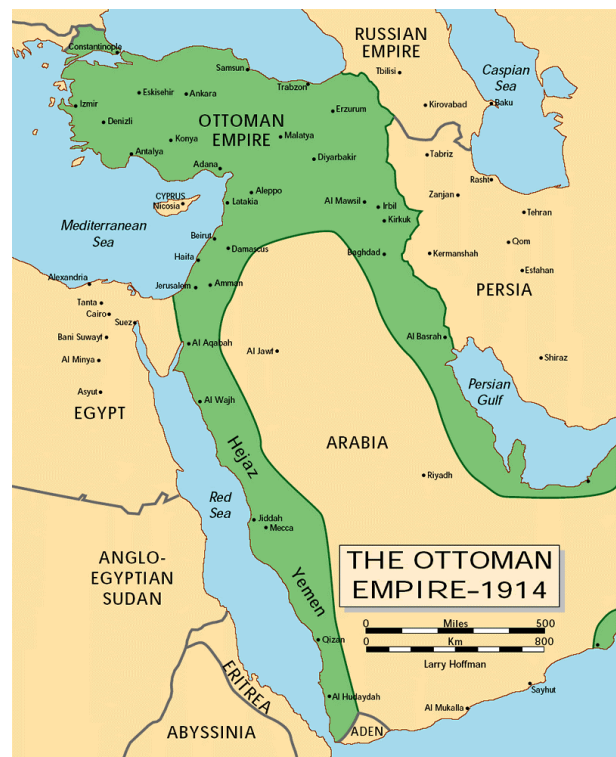 Constantinople
RUSSIAN
EMPIRE
Samsun
Trabzon
Tbilisi
Caspian
Sea
Izmir
Eskisehir
Ankara
Erzurum
Kirovabad
Baku
OTTOMAN
EMPIRE
Denizli
Konya
Malatya
Antalya
Adana
Diyarbakir
Tabriz
Rasht
Zanjan
CYPRUS
Nicosia
Aleppo
Latakia
Al Mawsil
Irbil
Kirkuk
Tehran
Mediterranean
Sea
Beirut
Damascus
Baghdad
Kermanshah
Qom
Haifa
Esfahan
Alexandria
Jerusalem
Amman
PERSIA
Tanta
Cairo
Suez
Bani Suwayf
Al Aqabah
Al Jawf
Al Basrah
Al Minya
Shiraz
Asyut
Al Wajh
Persian
Gulf
EGYPT
Hejaz
ARABIA
Riyadh
Red
Sea
Jiddah
Mecca
ANGLO-
EGYPTIAN
SUDAN
THE OTTOMAN
EMPIRE-1914
Yemen
0 Miles 500
0 Km 800
Larry Hoffman
Qizan
ERITREA
Al Hudaydah
Sayhut
Al Mukalla
ABYSSINIA
ADEN